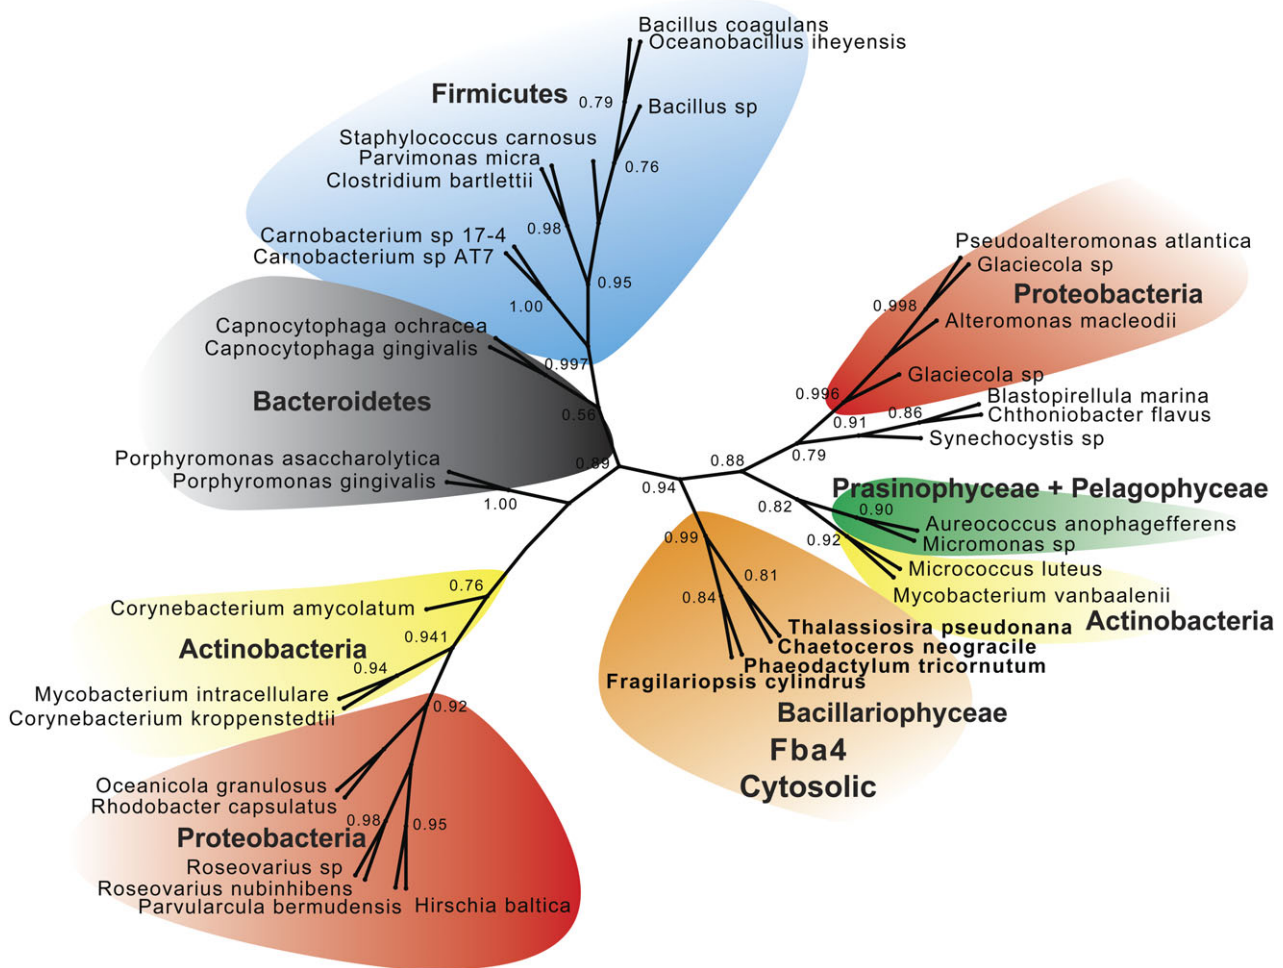 Bacillus coagulans
Oceanobacillus iheyensis
Firmicutes
0.79
Bacillus sp
Staphylococcus carnosus
Parvimonas micra
0.76
Clostridium bartlettii
0.98
Carnobacterium sp 17-4
Carnobacterium sp AT7
0.95
1.00
Capnocytophaga ochracea
Capnocytophaga gingivalis
0.997
Bacteroidetes
0.56
Porphyromonas asaccharolytica
0.89
Porphyromonas gingivalis
1.00
Pseudoalteromonas atlantica
Glaciecola sp
Proteobacteria
0.998
Alteromonas macleodii
Glaciecola sp
0.996
Blastopirellula marina
0.86
Chthoniobacter flavus
0.91
Synechocystis sp
0.79
0.88
0.94
Prasinophyceae + Pelagophyceae
0.82
0.90
Aureococcus anophagefferens
0.92
Micromonas sp
Micrococcus luteus
Mycobacterium vanbaalenii
Actinobacteria
0.99
0.81
0.84
Thalassiosira pseudonana
Chaetoceros neogracile
Phaeodactylum tricornutum
Fragilariopsis cylindrus
Bacillariophyceae
Fba4
Cytosolic
0.76
Corynebacterium amycolatum
0.941
Actinobacteria
0.94
Mycobacterium intracellulare
Corynebacterium kroppenstedtii
0.92
Oceanicola granulosus
Rhodobacter capsulatus
0.98
0.95
Proteobacteria
Roseovarius sp
Roseovarius nubinhibens
Parvularcula bermudensis
Hirschia baltica